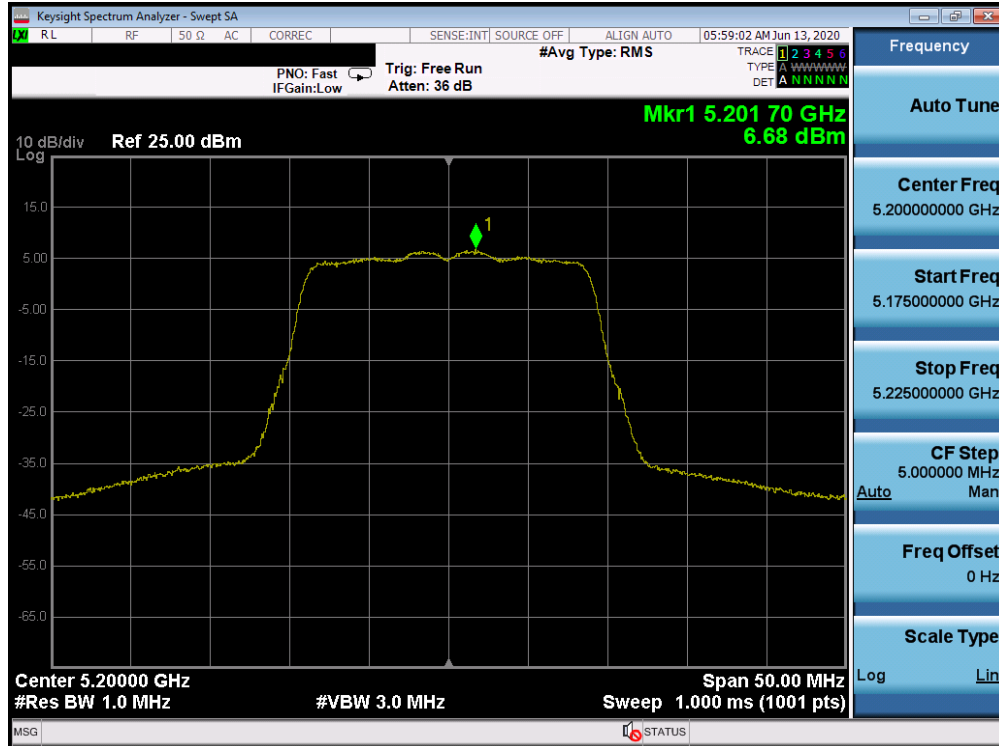 Keysight Spectrum Analyzer - Swept SA
LXI RL RF 50 Ω AC CORREC SENSE:INT SOURCE OFF ALIGN AUTO 05:59:02 AM Jun 13, 2020
#Avg Type: RMS
TRACE 1 2 3 4 5 6
TYPE A WWWWW
DET A N N N N N
PNO: Fast
IFGain:Low
Trig: Free Run
Atten: 36 dB
Mkr1 5.201 70 GHz
6.68 dBm
10 dB/div
Log
Ref 25.00 dBm
1
15.0
5.00
-5.00
-15.0
-25.0
-35.0
-45.0
-55.0
-65.0
Center 5.20000 GHz
Span 50.00 MHz
#Res BW 1.0 MHz
#VBW 3.0 MHz
Sweep 1.000 ms (1001 pts)
MSG
STATUS
Frequency
Auto Tune
Center Freq
5.200000000 GHz
Start Freq
5.175000000 GHz
Stop Freq
5.225000000 GHz
CF Step
5.000000 MHz
Auto Man
Freq Offset
0 Hz
Scale Type
Log Lin